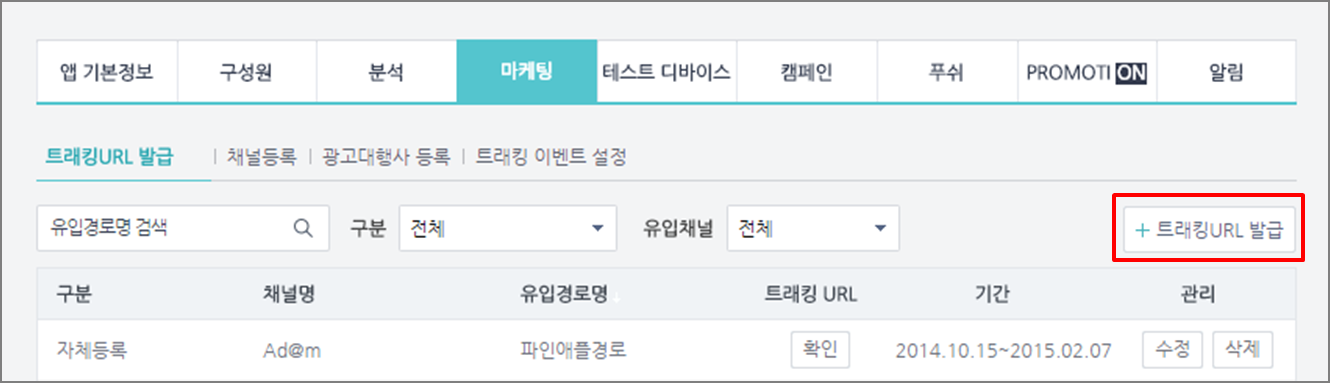 앱 기본정보 구성원 분석 마케팅 테스트 디바이스 캠페인 푸쉬 PROMOTION 알림
트래킹URL 발급 | 채널등록 | 광고대행사 등록 | 트래킹 이벤트 설정
유입경로명 검색 구분 전체 유입채널 전체 + 트래킹URL 발급
구분 채널명 유입경로명 트래킹 URL 기간 관리
자체등록 Ad@m 파인애플경로 확인 2014.10.15~2015.02.07 수정 삭제